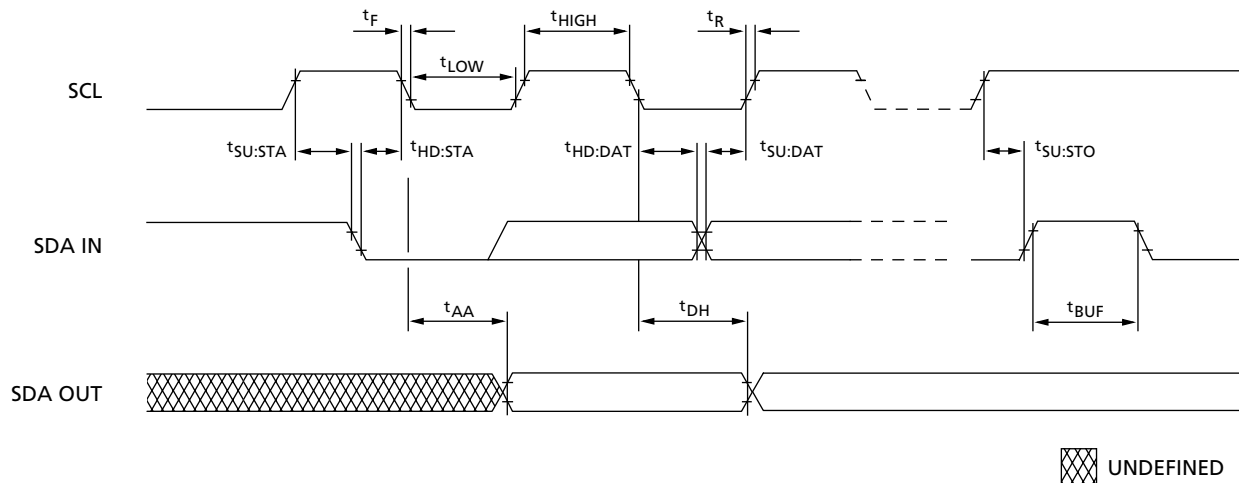 tF
tHIGH
tR
tLOW
SCL
tSU:STA
tHD:STA
tHD:DAT
tSU:DAT
tSU:STO
SDA IN
tAA
tDH
tBUF
SDA OUT
UNDEFINED